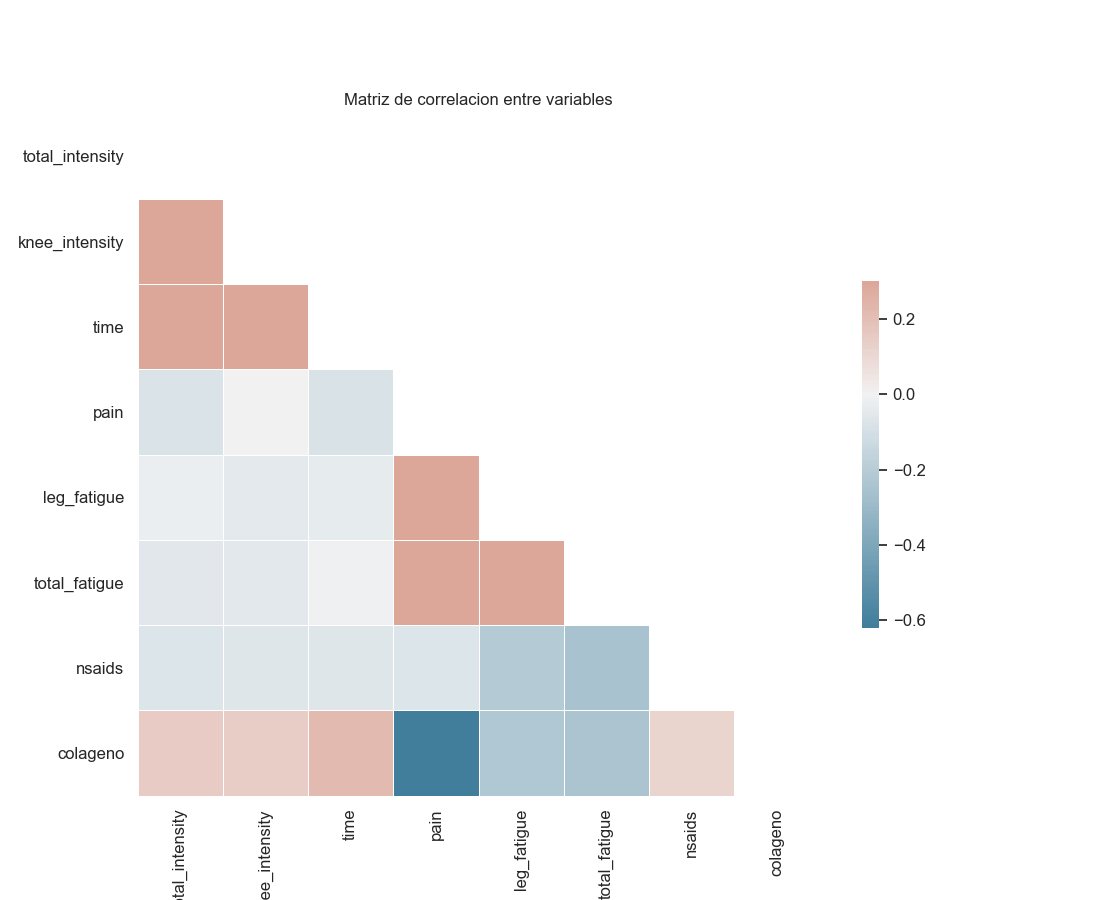 Matriz de correlacion entre variables
total_intensity
knee_intensity
time
pain
leg_fatigue
total_fatigue
nsaids
colageno
0.2
0.0
−0.2
−0.4
−0.6
otal_intensity
ee_intensity
time
pain
leg_fatigue
total_fatigue
nsaids
colageno